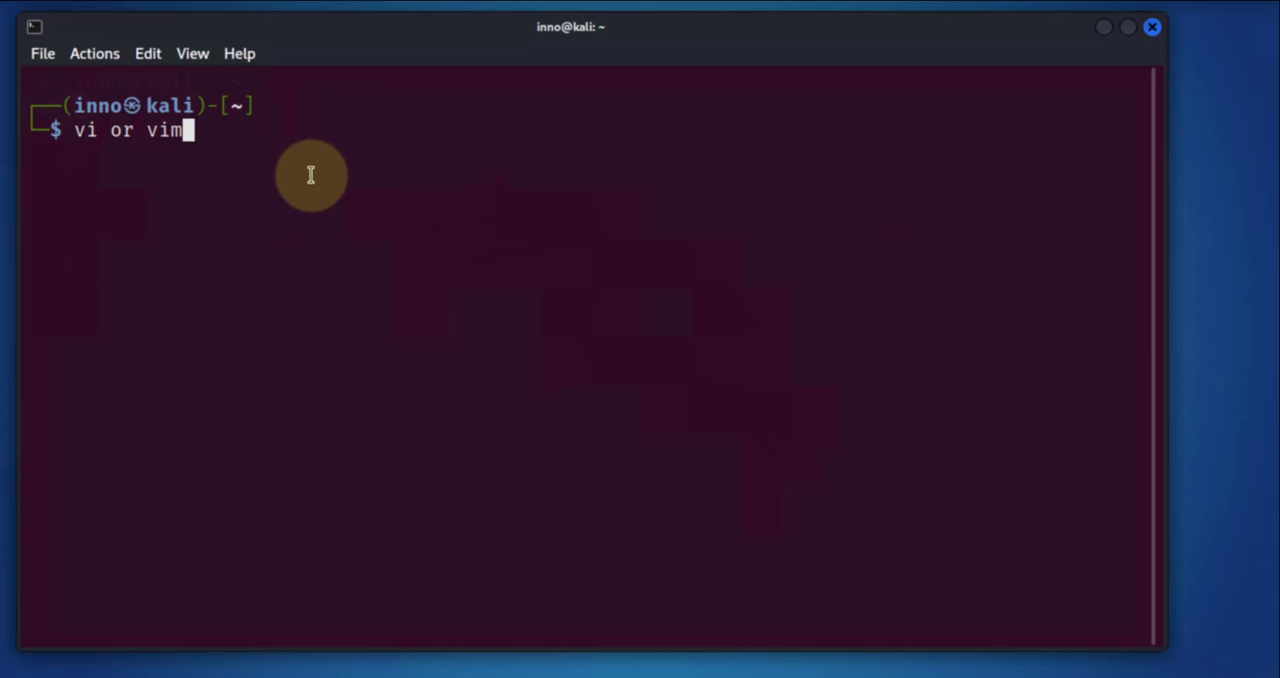 inno@kali: ~
File Actions Edit View Help
(inno㉿kali)-[~]
$ vi or vim